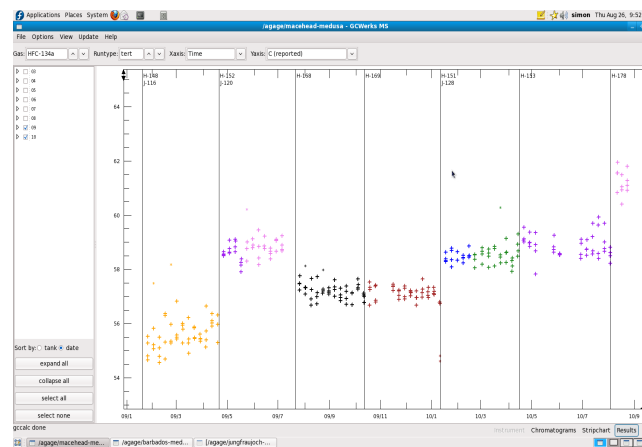 Applications Places System simon Thu Aug 26, 9:52
/agage/macehead-medusa - GCWerks MS
File Options View Update Help
Gas: HFC-134a Runtype: tert Xaxis: Time Yaxis: C (reported)
03
04
05
06
07
08
09
10
H-148 H-152 H-168 H-169 H-151 H-153 H-178
J-116 J-120 J-128
64
62
60
58
56
54
09/1 09/3 09/5 09/7 09/9 09/11 10/1 10/3 10/5 10/7 10/9
Sort by: tank date
expand all
collapse all
select all
select none
gccalc done
instrument Chromatograms Stripchart Results
/agage/macehead-me... /agage/barbados-med... [/agage/jungfraujoch-...